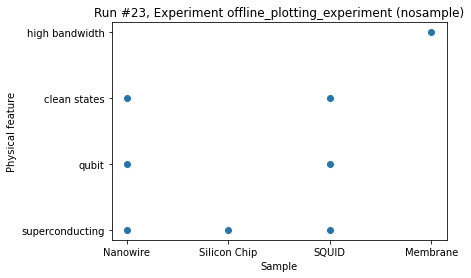 Run #23, Experiment offline_plotting_experiment (nosample)
high bandwidth
clean states
qubit
superconducting
Physical feature
Nanowire
Silicon Chip
SQUID
Membrane
Sample